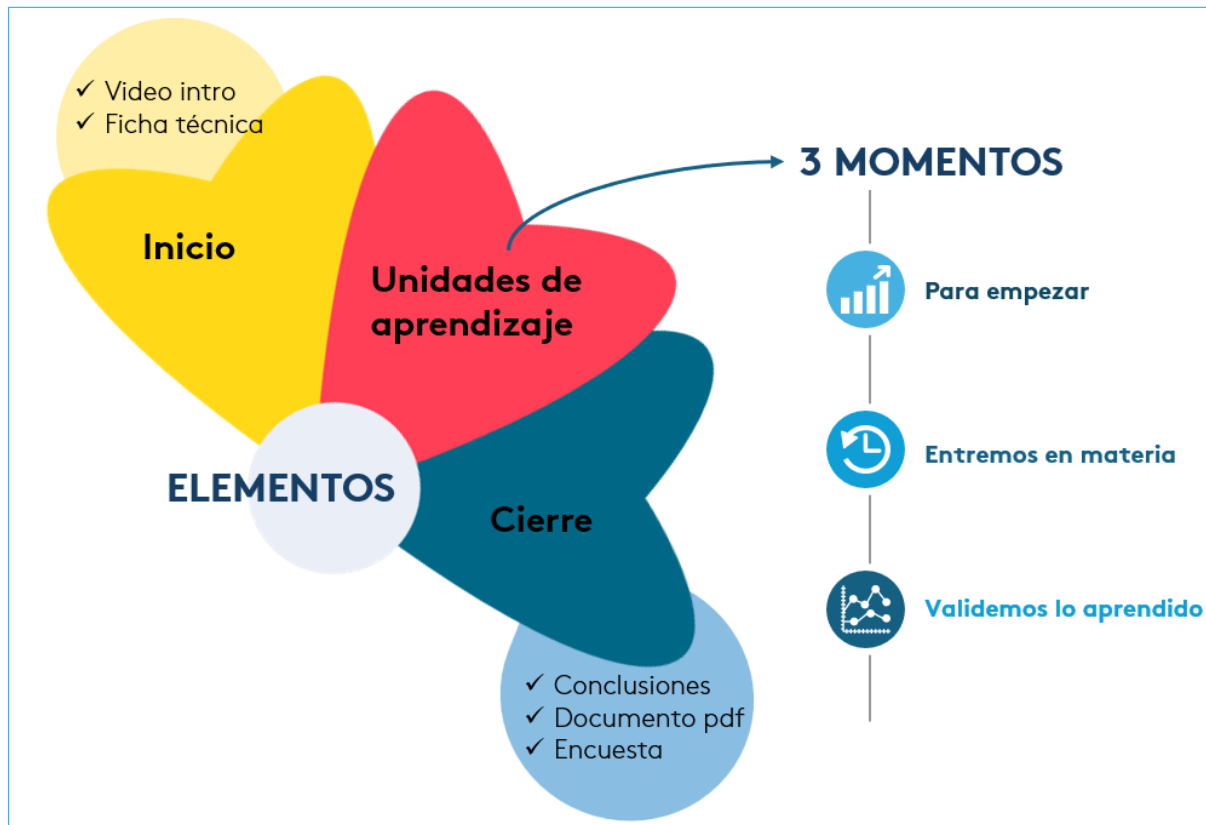 ✓ Video intro
✓ Ficha técnica
Inicio
Unidades de
aprendizaje
ELEMENTOS
Cierre
✓ Conclusiones
✓ Documento pdf
✓ Encuesta
3 MOMENTOS
Para empezar
Entremos en materia
Validemos lo aprendido